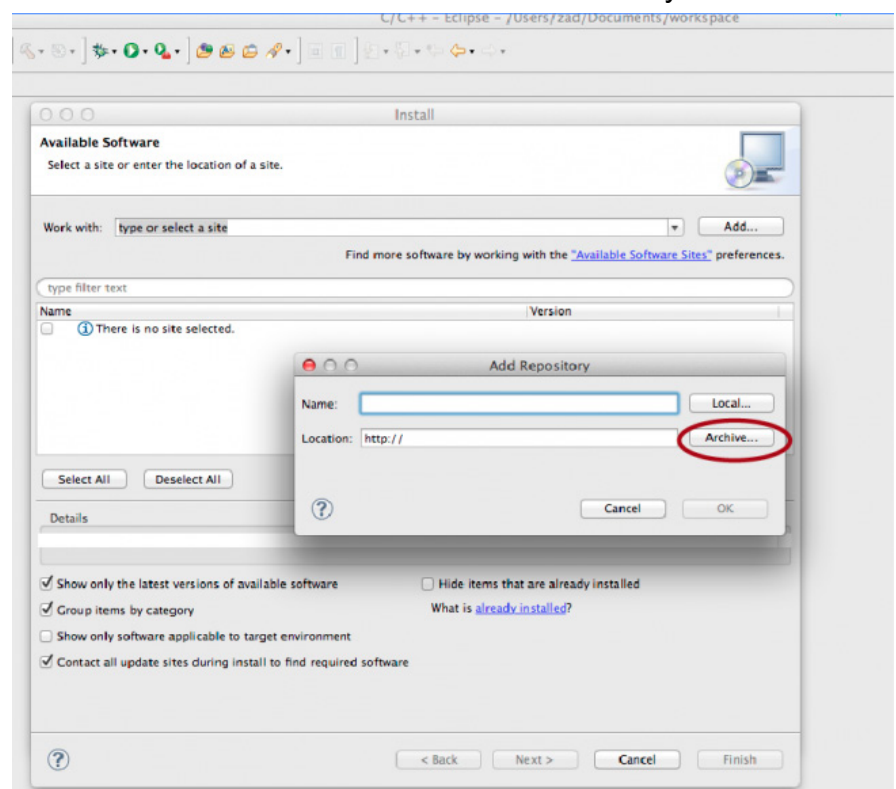 C/C++ - Eclipse - /Users/zad/Documents/workspace
Install
Available Software
Select a site or enter the location of a site.
Work with: type or select a site Add...
Find more software by working with the "Available Software Sites" preferences.
type filter text
Name Version
There is no site selected.
Add Repository
Name: Local...
Location: http:// Archive...
Select All Deselect All
? Cancel OK
Details
Show only the latest versions of available software Hide items that are already installed
Group items by category What is already installed?
Show only software applicable to target environment
Contact all update sites during install to find required software
? < Back Next > Cancel Finish